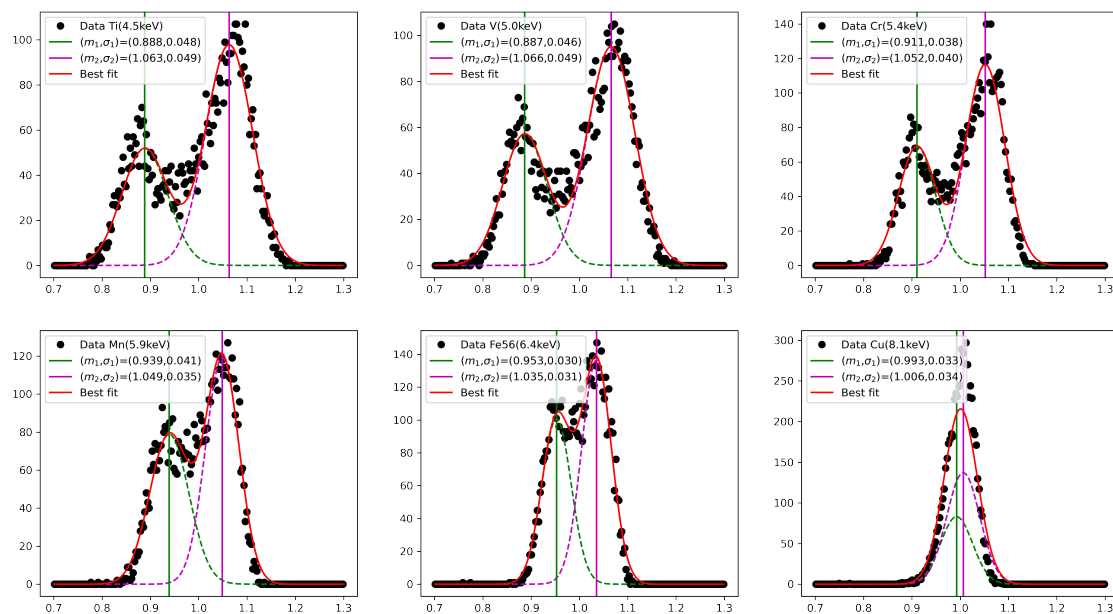 Data Ti(4.5keV)
(m₁,σ₁)=(0.888,0.048)
(m₂,σ₂)=(1.063,0.049)
Best fit
100
80
60
40
20
0
0.7 0.8 0.9 1.0 1.1 1.2 1.3
Data V(5.0keV)
(m₁,σ₁)=(0.887,0.046)
(m₂,σ₂)=(1.066,0.049)
Best fit
100
80
60
40
20
0
0.7 0.8 0.9 1.0 1.1 1.2 1.3
Data Cr(5.4keV)
(m₁,σ₁)=(0.911,0.038)
(m₂,σ₂)=(1.052,0.040)
Best fit
140
120
100
80
60
40
20
0
0.7 0.8 0.9 1.0 1.1 1.2 1.3
Data Mn(5.9keV)
(m₁,σ₁)=(0.939,0.041)
(m₂,σ₂)=(1.049,0.035)
Best fit
120
100
80
60
40
20
0
0.7 0.8 0.9 1.0 1.1 1.2 1.3
Data Fe56(6.4keV)
(m₁,σ₁)=(0.953,0.030)
(m₂,σ₂)=(1.035,0.031)
Best fit
140
120
100
80
60
40
20
0
0.7 0.8 0.9 1.0 1.1 1.2 1.3
Data Cu(8.1keV)
(m₁,σ₁)=(0.993,0.033)
(m₂,σ₂)=(1.006,0.034)
Best fit
300
250
200
150
100
50
0
0.7 0.8 0.9 1.0 1.1 1.2 1.3